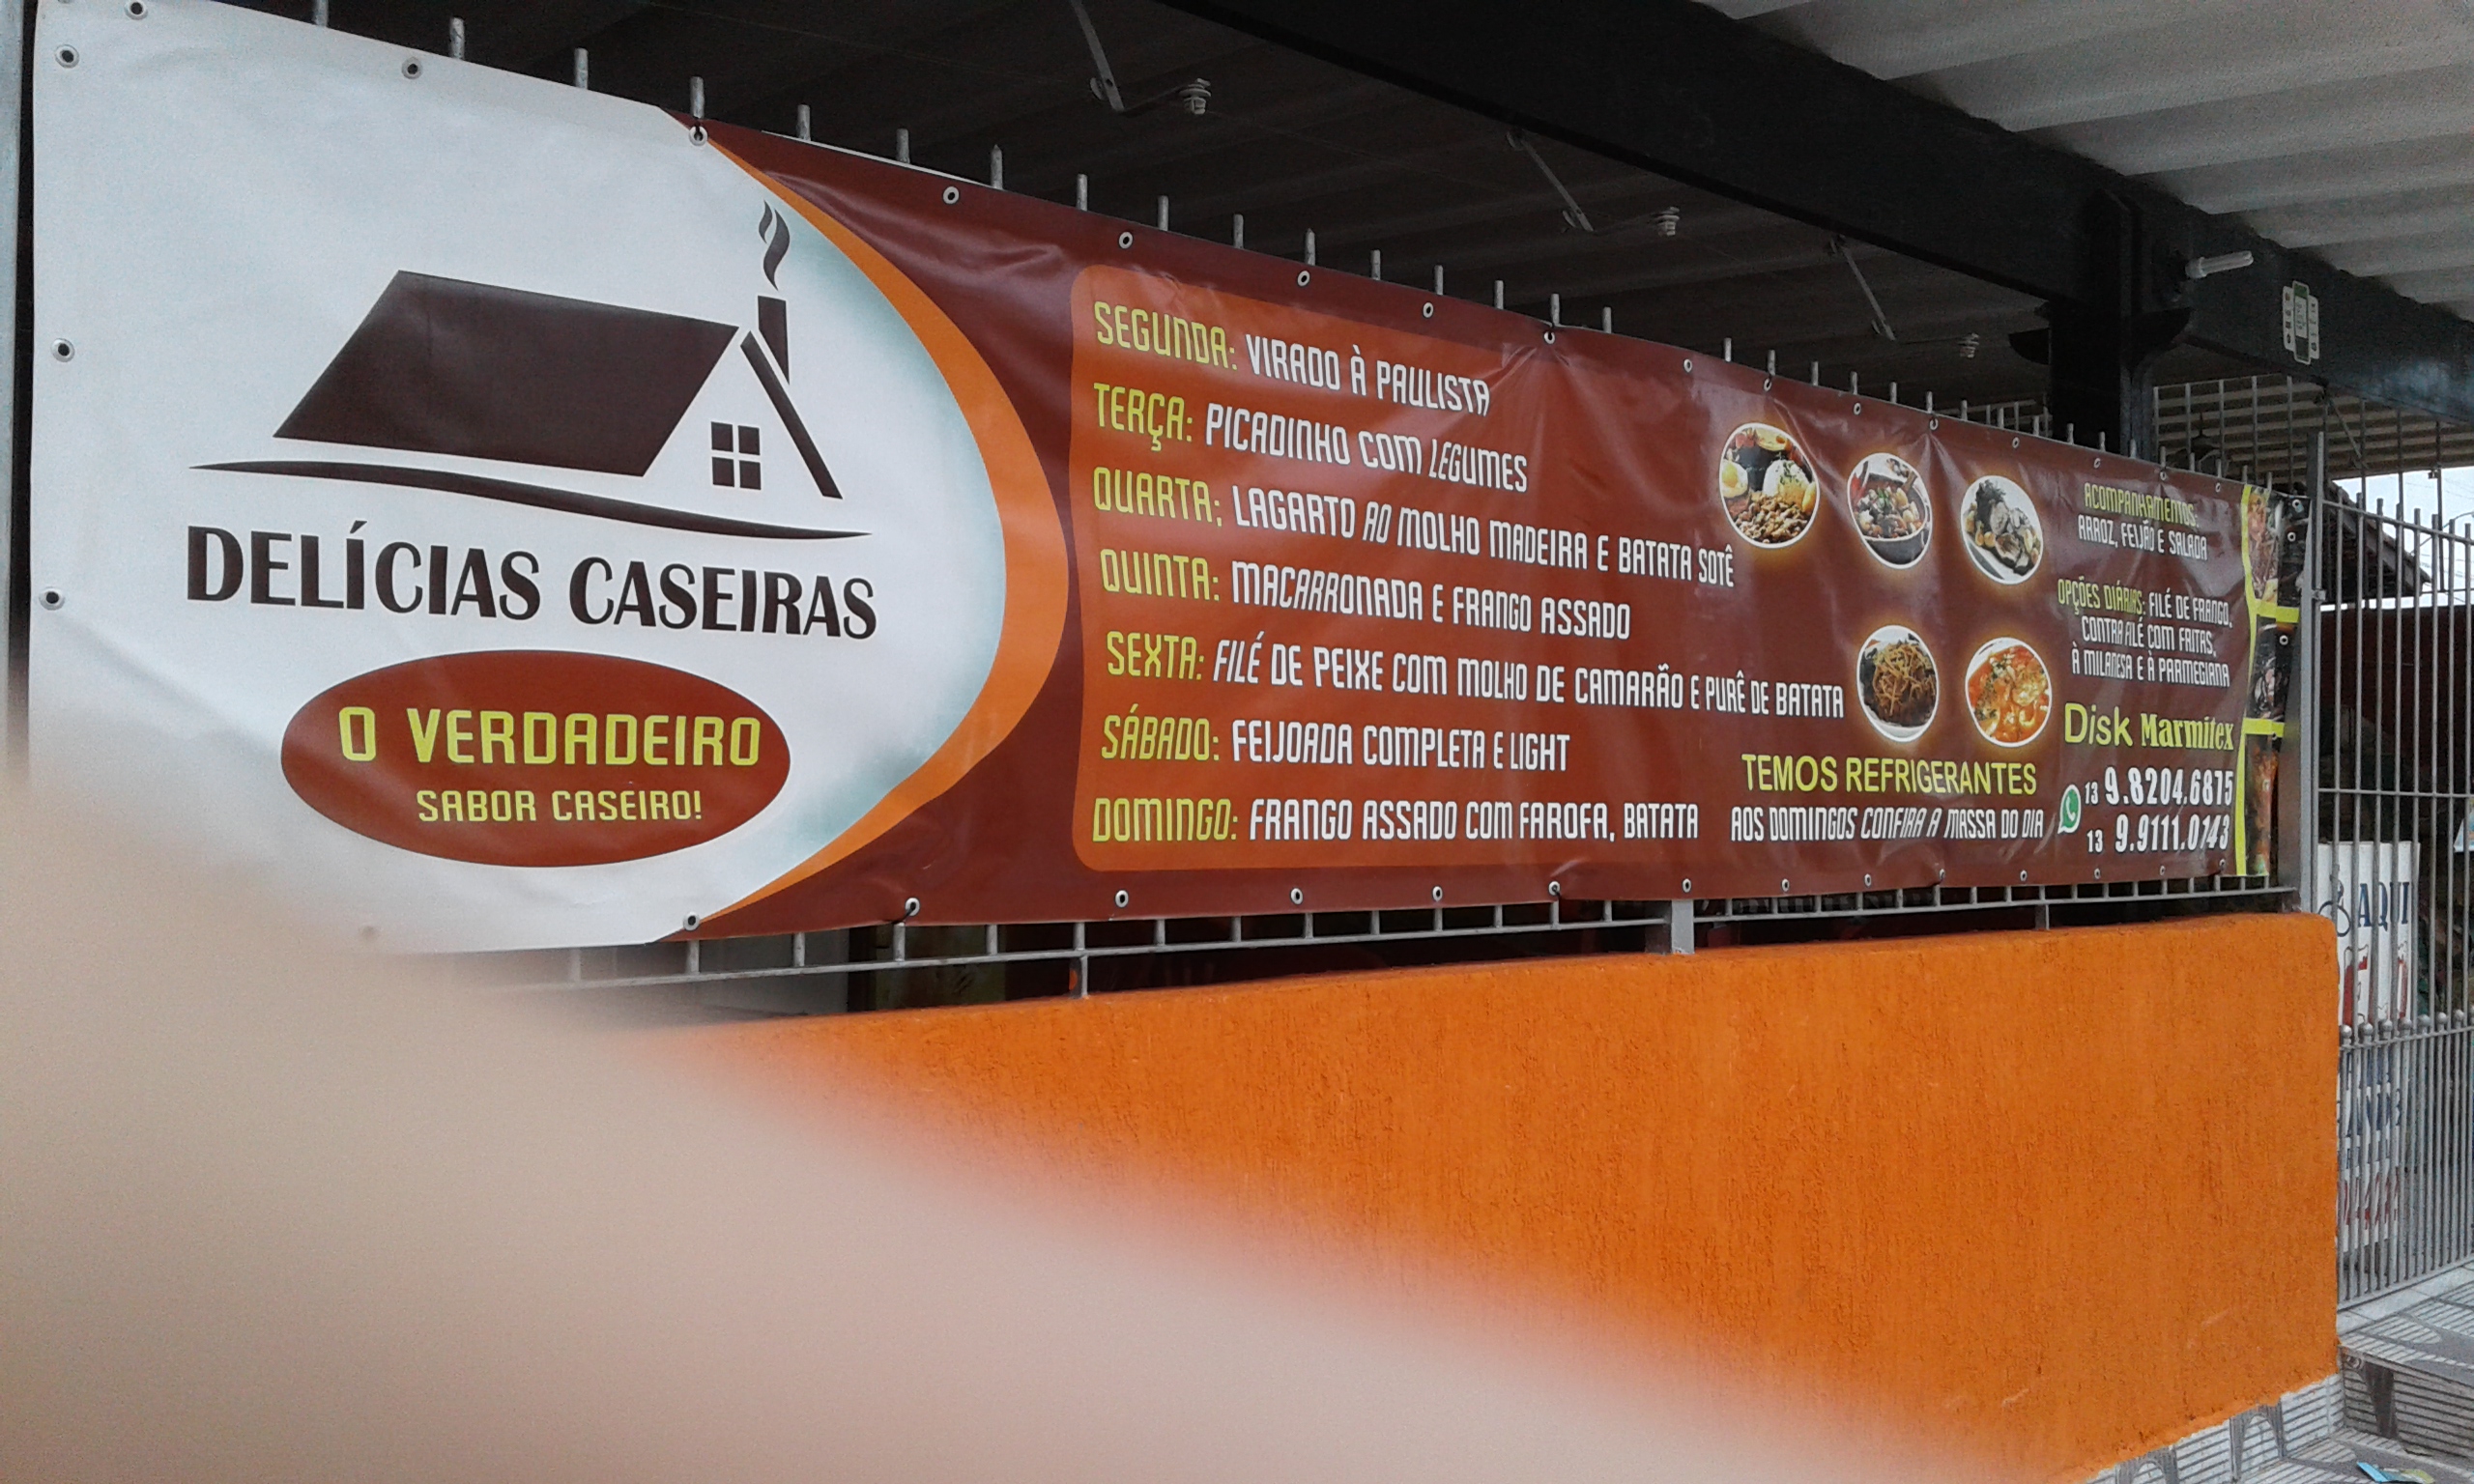 DELÍCIAS CASEIRAS
O VERDADEIRO
SABOR CASEIRO!
SEGUNDA: VIRADO À PAULISTA
TERÇA: PICADINHO COM LEGUMES
QUARTA: LAGARTO AO MOLHO MADEIRA E BATATA SOTÊ
QUINTA: MACARRONADA E FRANGO ASSADO
SEXTA: FILÉ DE PEIXE COM MOLHO DE CAMARÃO E PURÊ DE BATATA
SÁBADO: FEIJOADA COMPLETA E LIGHT
DOMINGO: FRANGO ASSADO COM FAROFA, BATATA
TEMOS REFRIGERANTES
AOS DOMINGOS CONFIRA A MASSA DO DIA
ACOMPANHAMENTOS:
ARROZ, FEIJÃO E SALADA
OPÇÕES DIÁRIAS: FILÉ DE FRANGO,
CONTRA FILÉ COM FRITAS,
À MILANESA E À PARMEGIANA
Disk Marmitex
13 9.8204.6875
13 9.9111.0143
AQUI